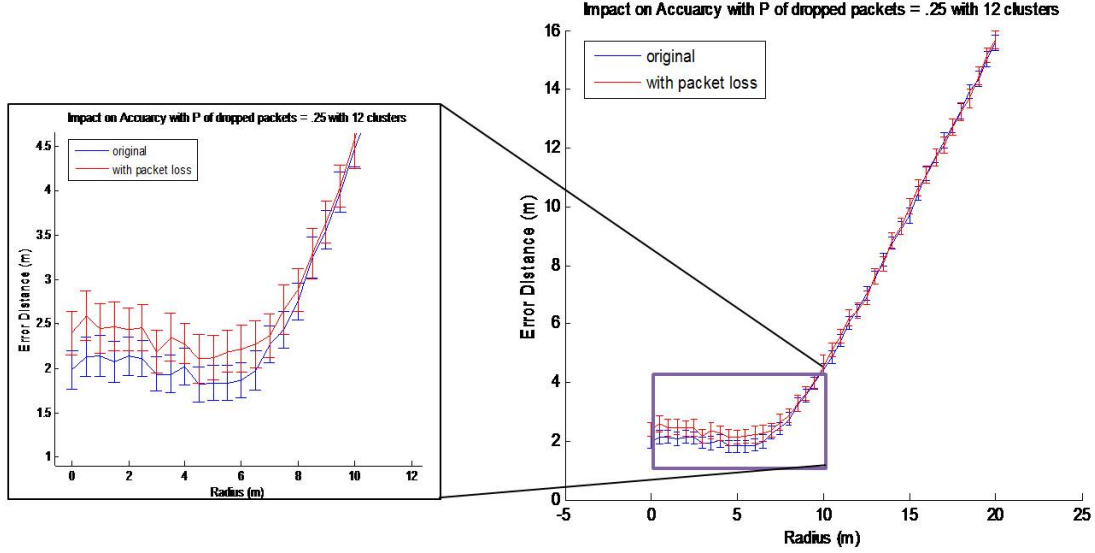 Impact on Accuarcy with P of dropped packets = .25 with 12 clusters
original
with packet loss
4.5
4
3.5
3
2.5
2
1.5
1
Error Distance (m)
0 2 4 6 8 10 12
Radius (m)
Impact on Accuarcy with P of dropped packets = .25 with 12 clusters
original
with packet loss
16
14
12
10
8
6
4
2
0
Error Distance (m)
-5 0 5 10 15 20 25
Radius (m)